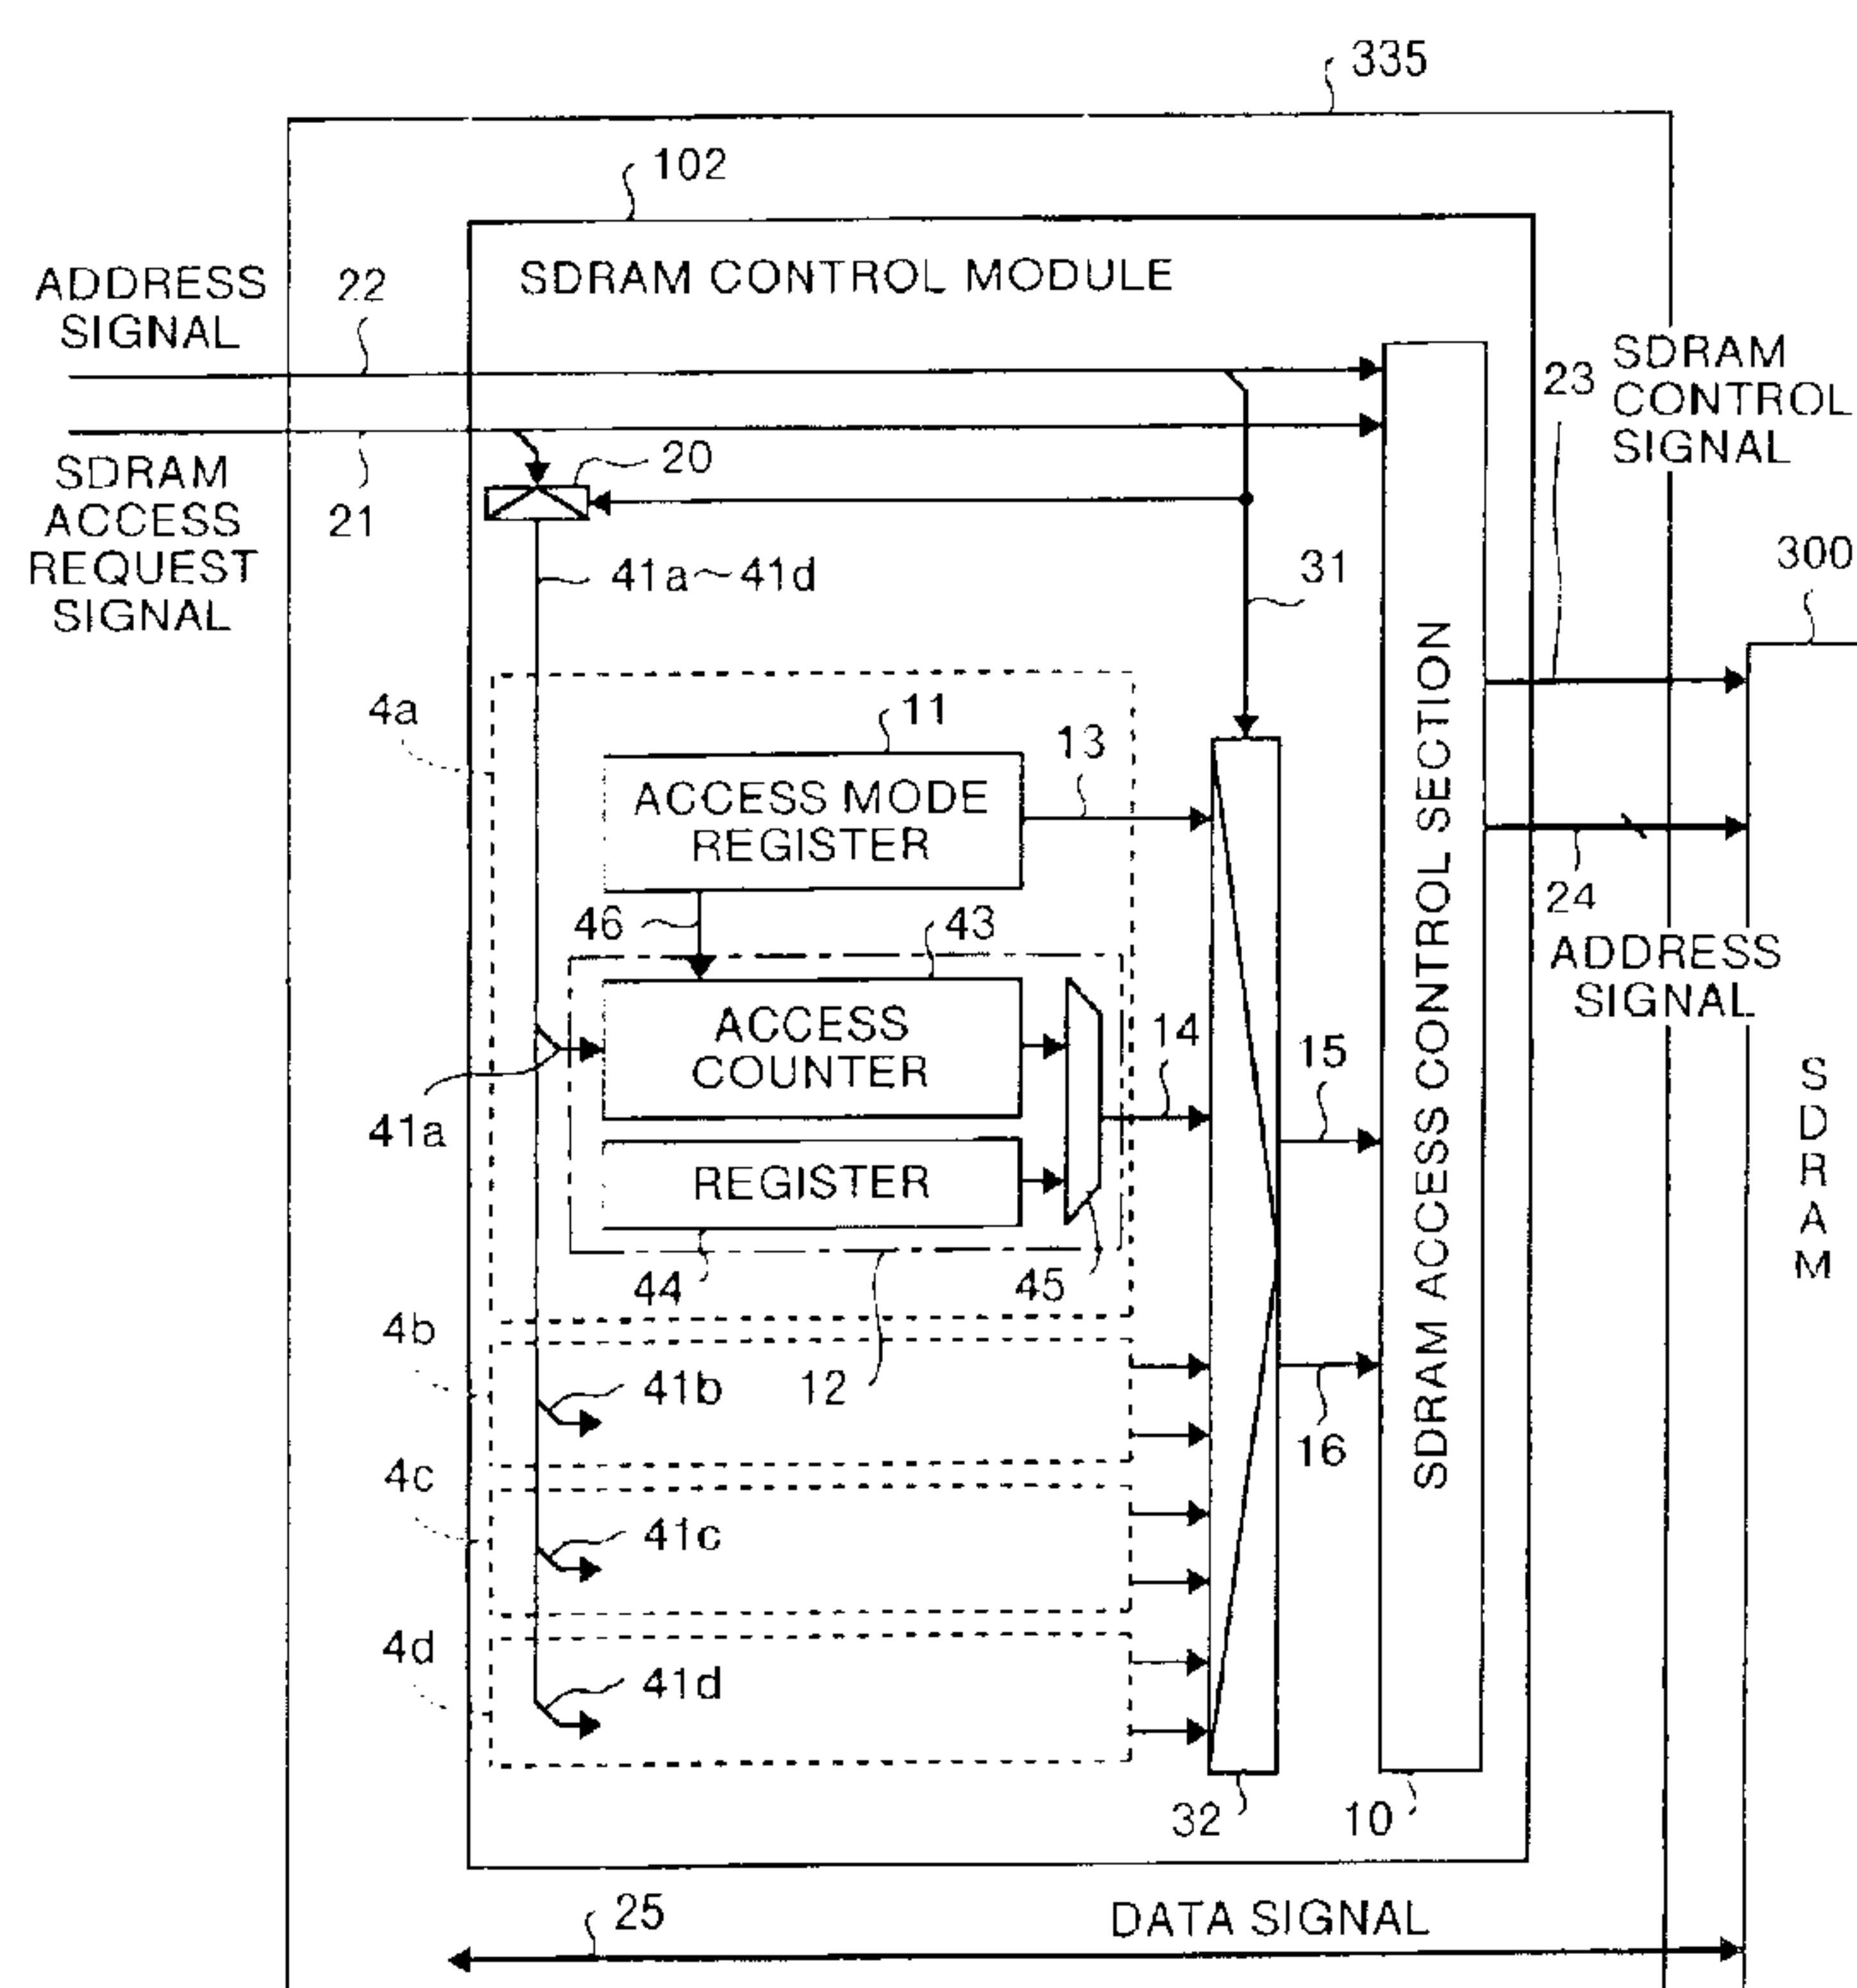 335
102
SDRAM CONTROL MODULE
ADDRESS
SIGNAL
22
SDRAM
ACCESS
REQUEST
SIGNAL
21
20
41a~41d
31
23
SDRAM
CONTROL
SIGNAL
300
4a
11
13
ACCESS MODE
REGISTER
46
43
ACCESS
COUNTER
41a
14
15
REGISTER
44
45
12
SDRAM ACCESS CONTROL SECTION
24
ADDRESS
SIGNAL
SDRAM
4b
41b
16
4c
41c
4d
41d
32
10
25
DATA SIGNAL